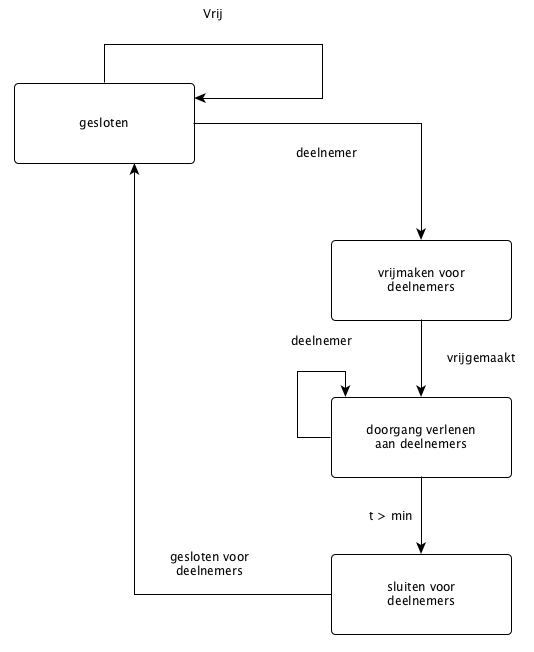 Vrij
gesloten
deelnemer
vrijmaken voor
deelnemers
deelnemer
vrijgemaakt
doorgang verlenen
aan deelnemers
t > min
gesloten voor
deelnemers
sluiten voor
deelnemers